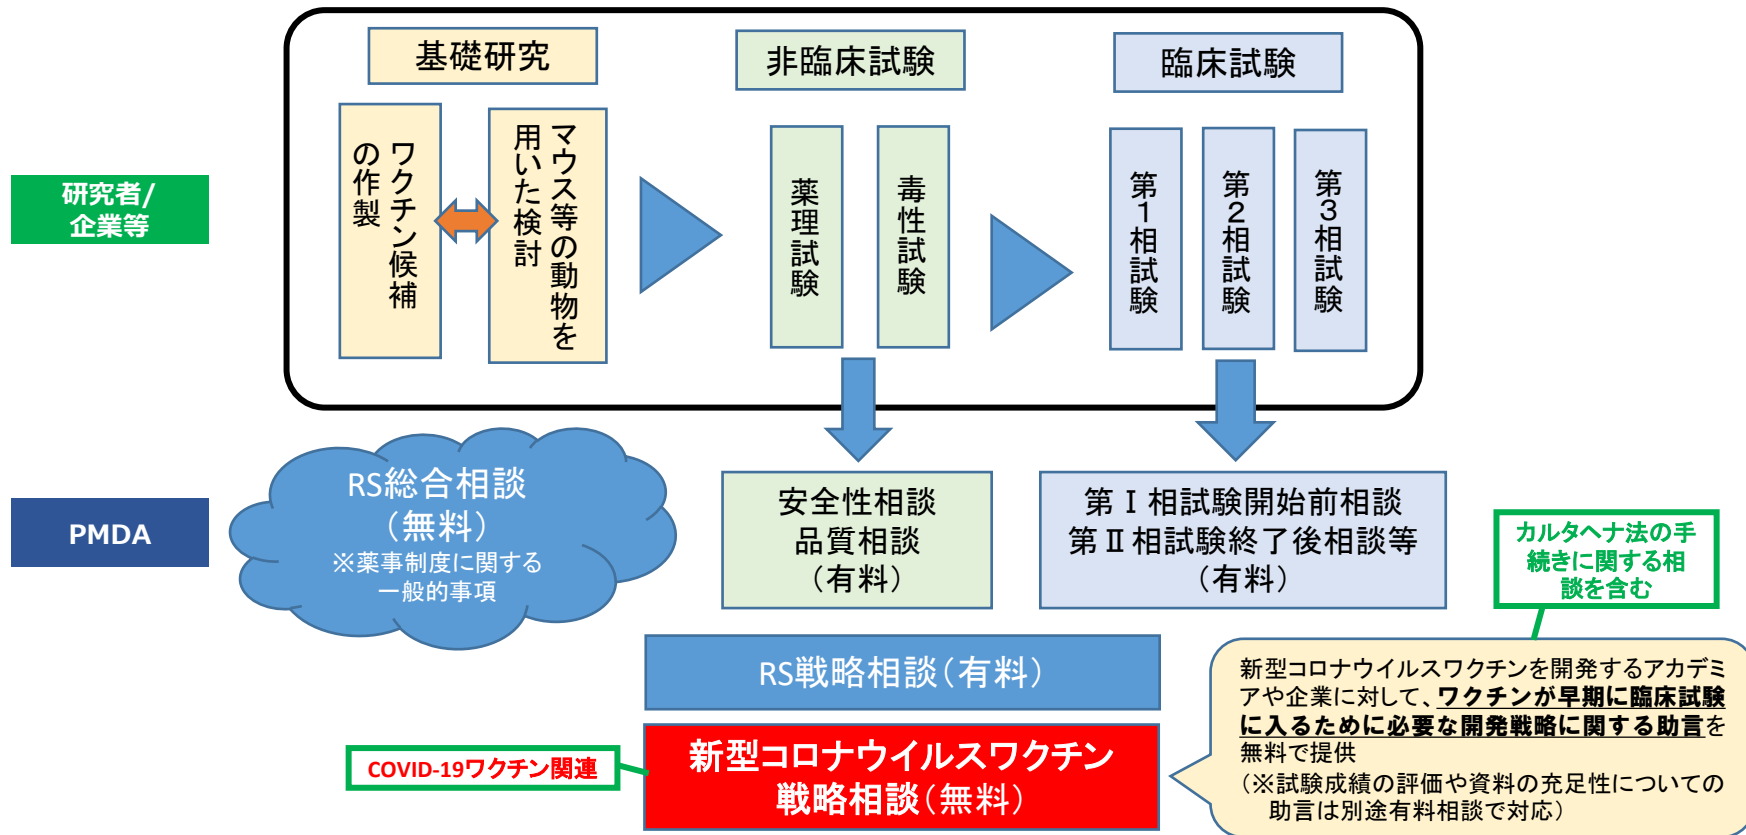 基礎研究
非臨床試験
臨床試験
ワクチン候補
の作製
マウス等の動物を
用いた検討
薬理試験
毒性試験
第1相試験
第2相試験
第3相試験
研究者/
企業等
PMDA
RS総合相談
（無料）
※薬事制度に関する
一般的事項
安全性相談
品質相談
（有料）
第Ⅰ相試験開始前相談
第Ⅱ相試験終了後相談等
（有料）
カルタヘナ法の手
続きに関する相
談を含む
RS戦略相談（有料）
新型コロナウイルスワクチンを開発するアカデミ
アや企業に対して、ワクチンが早期に臨床試験
に入るために必要な開発戦略に関する助言を
無料で提供
（※試験成績の評価や資料の充足性についての
助言は別途有料相談で対応）
COVID-19ワクチン関連
新型コロナウイルスワクチン
戦略相談（無料）